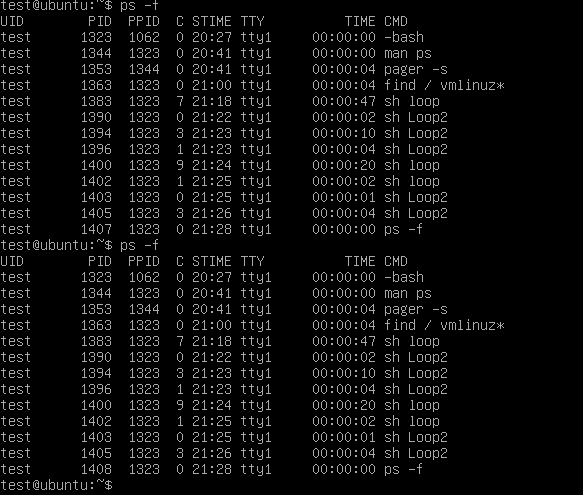 test@ubuntu:~$ ps -f
UID        PID  PPID  C STIME TTY          TIME CMD
test      1323  1062  0 20:27 tty1     00:00:00 -bash
test      1344  1323  0 20:41 tty1     00:00:00 man ps
test      1353  1344  0 20:41 tty1     00:00:04 pager -s
test      1363  1323  0 21:00 tty1     00:00:04 find / vmlinuz*
test      1383  1323  7 21:18 tty1     00:00:47 sh loop
test      1390  1323  0 21:22 tty1     00:00:02 sh Loop2
test      1394  1323  3 21:23 tty1     00:00:10 sh Loop2
test      1396  1323  1 21:23 tty1     00:00:04 sh Loop2
test      1400  1323  9 21:24 tty1     00:00:20 sh loop
test      1402  1323  1 21:25 tty1     00:00:02 sh loop
test      1403  1323  0 21:25 tty1     00:00:01 sh Loop2
test      1405  1323  3 21:26 tty1     00:00:04 sh Loop2
test      1407  1323  0 21:28 tty1     00:00:00 ps -f
test@ubuntu:~$ ps -f
UID        PID  PPID  C STIME TTY          TIME CMD
test      1323  1062  0 20:27 tty1     00:00:00 -bash
test      1344  1323  0 20:41 tty1     00:00:00 man ps
test      1353  1344  0 20:41 tty1     00:00:04 pager -s
test      1363  1323  0 21:00 tty1     00:00:04 find / vmlinuz*
test      1383  1323  7 21:18 tty1     00:00:47 sh loop
test      1390  1323  0 21:22 tty1     00:00:02 sh Loop2
test      1394  1323  3 21:23 tty1     00:00:10 sh Loop2
test      1396  1323  1 21:23 tty1     00:00:04 sh Loop2
test      1400  1323  9 21:24 tty1     00:00:20 sh loop
test      1402  1323  1 21:25 tty1     00:00:02 sh loop
test      1403  1323  0 21:25 tty1     00:00:01 sh Loop2
test      1405  1323  3 21:26 tty1     00:00:04 sh Loop2
test      1408  1323  0 21:28 tty1     00:00:00 ps -f
test@ubuntu:~$